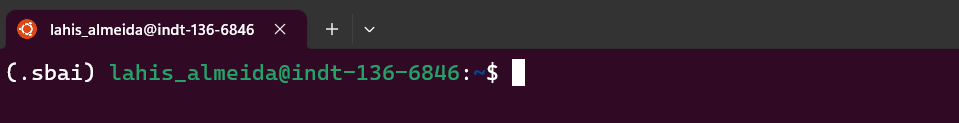 lahis_almeida@indt-136-6846
(.sbai) lahis_almeida@indt-136-6846:~$